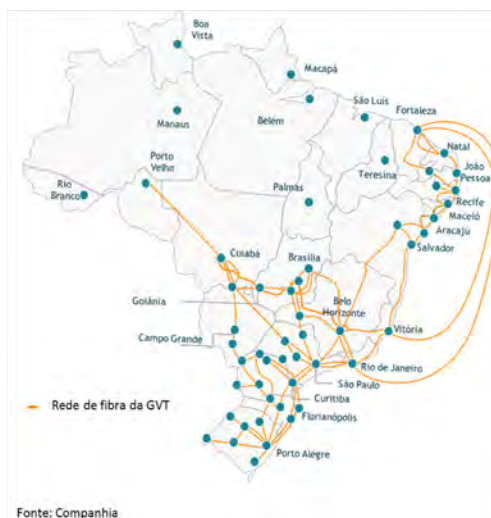 Boa
Vista
Macapá
São Luís
Fortaleza
Manaus
Belém
Natal
Porto
Velho
Teresina
João
Pessoa
Rio
Branco
Palmas
Recife
Maceió
Aracajú
Salvador
Cuiabá
Brasília
Goiânia
Belo
Horizonte
Vitória
Campo Grande
Rio de Janeiro
São Paulo
Curitiba
Rede de fibra da GVT
Florianópolis
Porto Alegre
Fonte: Companhia